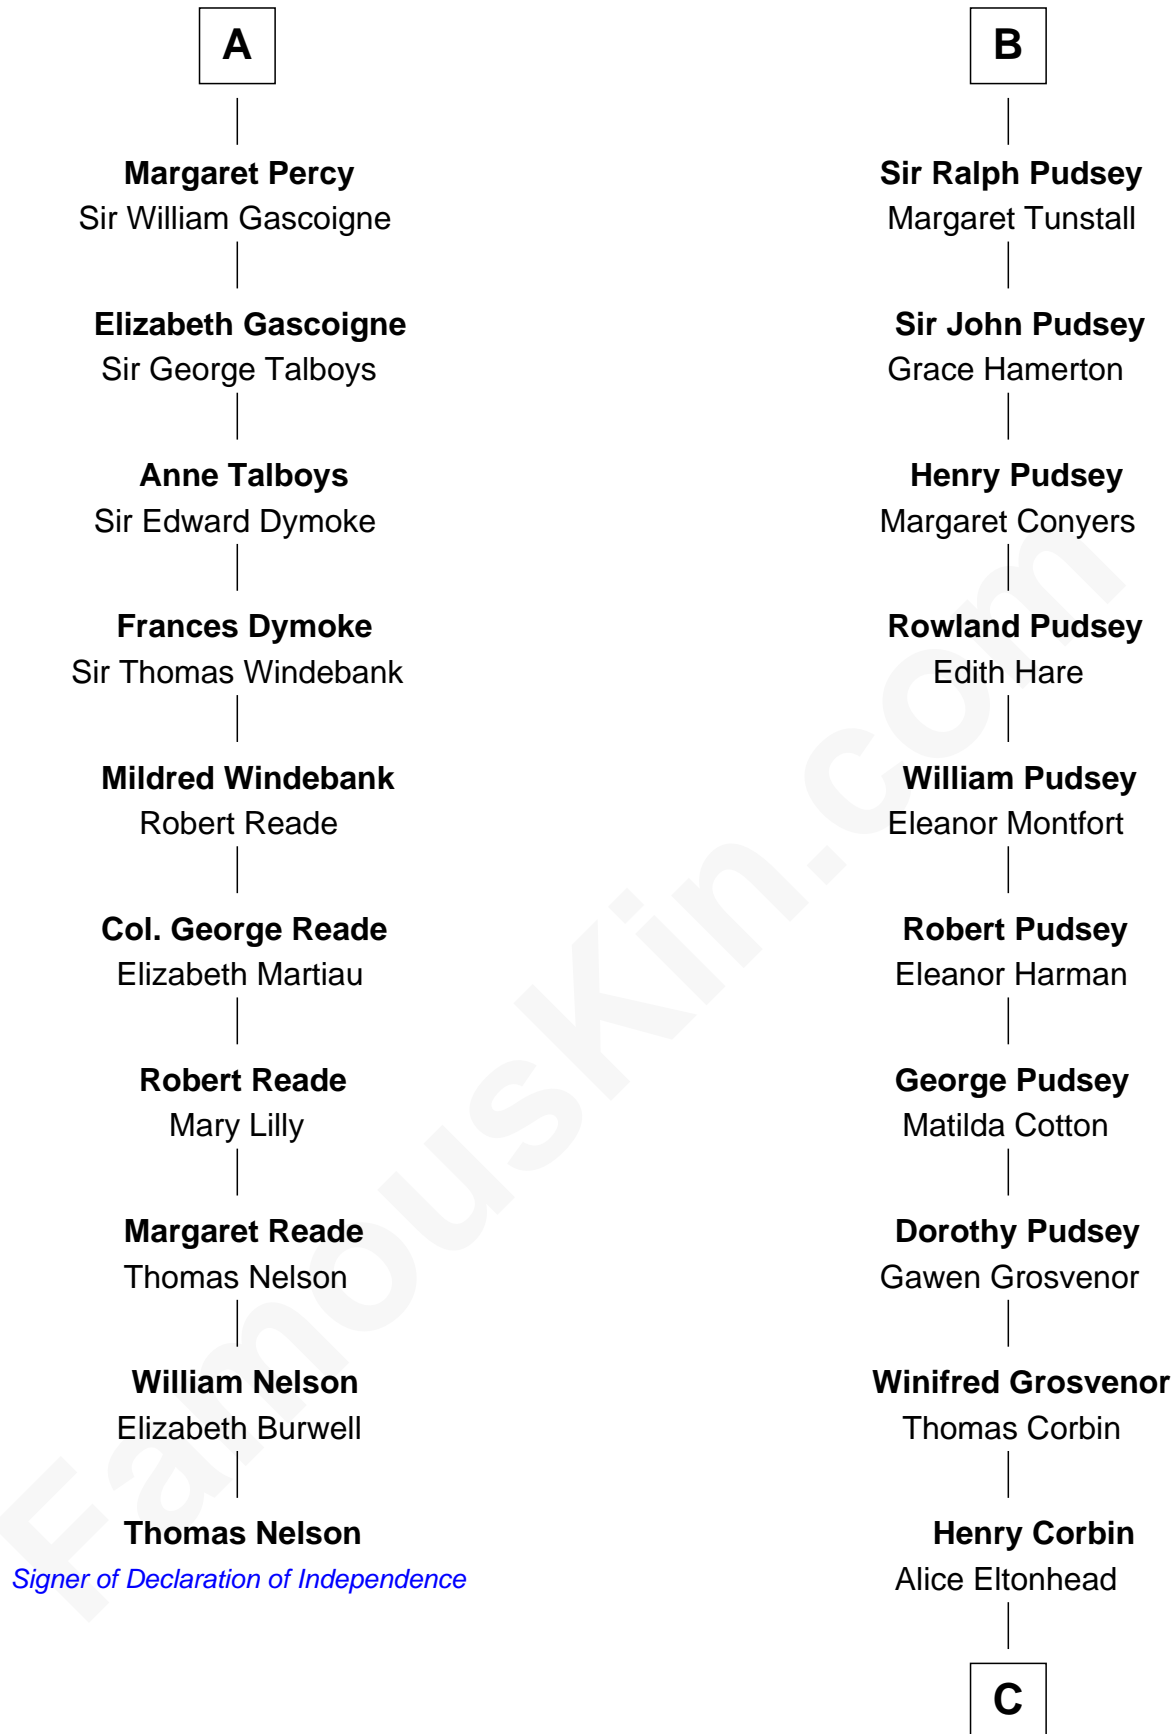 A
Margaret Percy
Sir William Gascoigne
Elizabeth Gascoigne
Sir George Talboys
Anne Talboys
Sir Edward Dymoke
Frances Dymoke
Sir Thomas Windebank
Mildred Windebank
Robert Reade
Col. George Reade
Elizabeth Martiau
Robert Reade
Mary Lilly
Margaret Reade
Thomas Nelson
William Nelson
Elizabeth Burwell
Thomas Nelson
Signer of Declaration of Independence
B
Sir Ralph Pudsey
Margaret Tunstall
Sir John Pudsey
Grace Hamerton
Henry Pudsey
Margaret Conyers
Rowland Pudsey
Edith Hare
William Pudsey
Eleanor Montfort
Robert Pudsey
Eleanor Harman
George Pudsey
Matilda Cotton
Dorothy Pudsey
Gawen Grosvenor
Winifred Grosvenor
Thomas Corbin
Henry Corbin
Alice Eltonhead
C
FamousKin.com